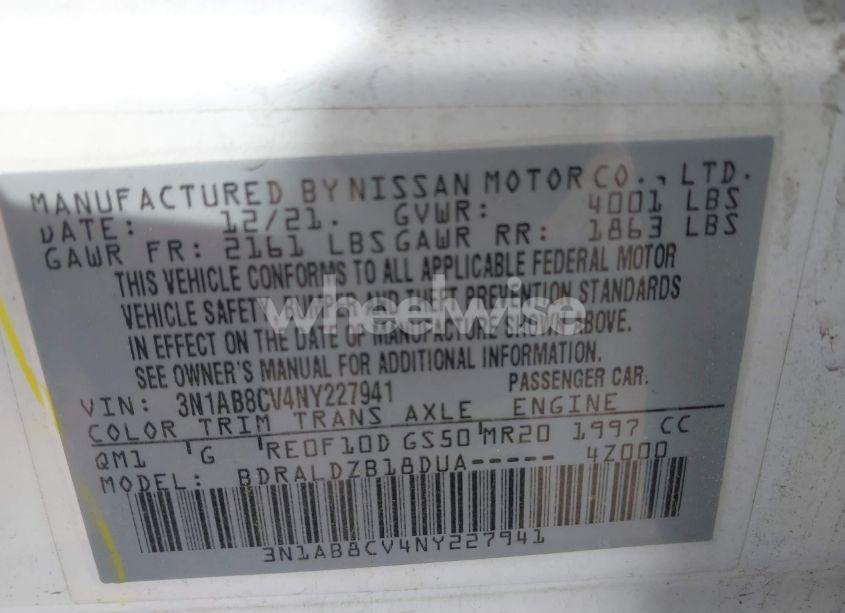 MANUFACTURED BY NISSAN MOTOR CO., LTD.
DATE: 12/21. GVWR: 4001 LBS
GAWR FR: 2161 LBS GAWR RR: 1863 LBS
THIS VEHICLE CONFORMS TO ALL APPLICABLE FEDERAL MOTOR
VEHICLE SAFETY, BUMPER, AND THEFT PREVENTION STANDARDS
IN EFFECT ON THE DATE OF MANUFACTURE SHOWN ABOVE.
SEE OWNER'S MANUAL FOR ADDITIONAL INFORMATION.
VIN: 3N1AB8CV4NY227941 PASSENGER CAR.
COLOR TRIM TRANS AXLE ENGINE
QM1 G RE0F10D GS50 MR20 1997 CC
MODEL: BDRALDZB18DUA----- 4Z000
3N1AB8CV4NY227941
wheelwise